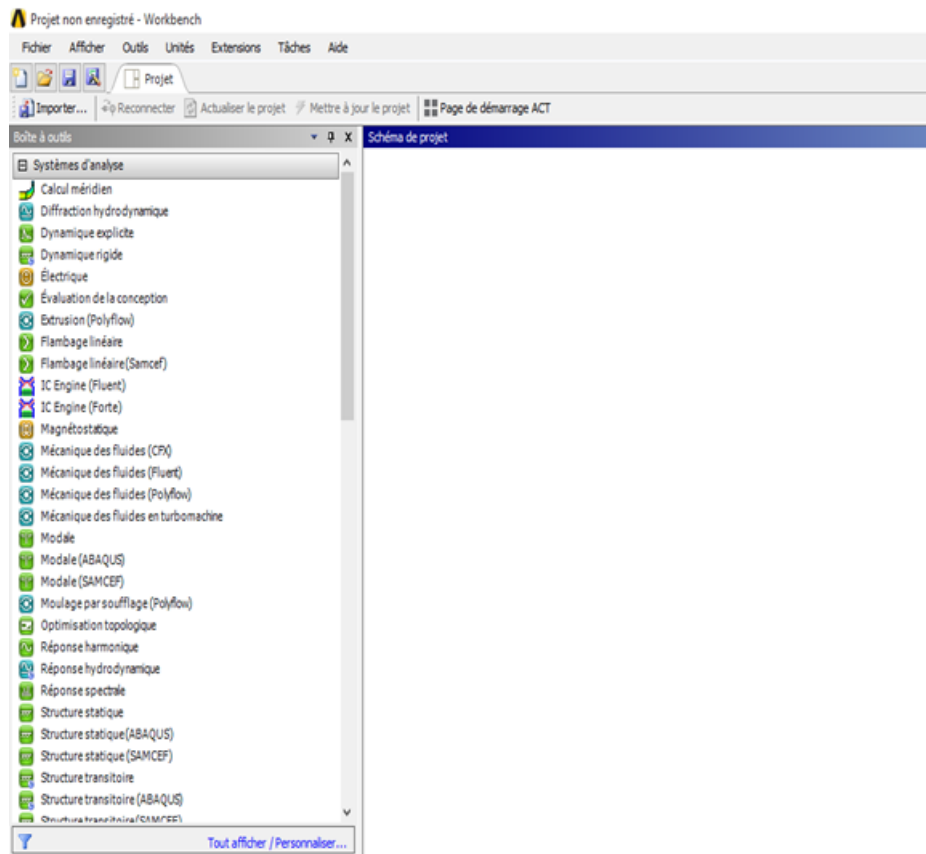 Projet non enregistré - Workbench
Fichier Afficher Outils Unités Extensions Tâches Aide
Projet
Importer... Reconnecter Actualiser le projet Mettre à jour le projet Page de démarrage ACT
Boîte à outils Schéma de projet
Systèmes d'analyse
Calcul méridien
Diffraction hydrodynamique
Dynamique explicite
Dynamique rigide
Électrique
Évaluation de la conception
Extrusion (Polyflow)
Flambage linéaire
Flambage linéaire (Samcef)
IC Engine (Fluent)
IC Engine (Forte)
Magnétostatique
Mécanique des fluides (CFX)
Mécanique des fluides (Fluent)
Mécanique des fluides (Polyflow)
Mécanique des fluides en turbomachine
Modale
Modale (ABAQUS)
Modale (SAMCEF)
Moulage par soufflage (Polyflow)
Optimisation topologique
Réponse harmonique
Réponse hydrodynamique
Réponse spectrale
Structure statique
Structure statique (ABAQUS)
Structure statique (SAMCEF)
Structure transitoire
Structure transitoire (ABAQUS)
Structure transitoire (SAMCEF)
Tout afficher / Personnaliser...